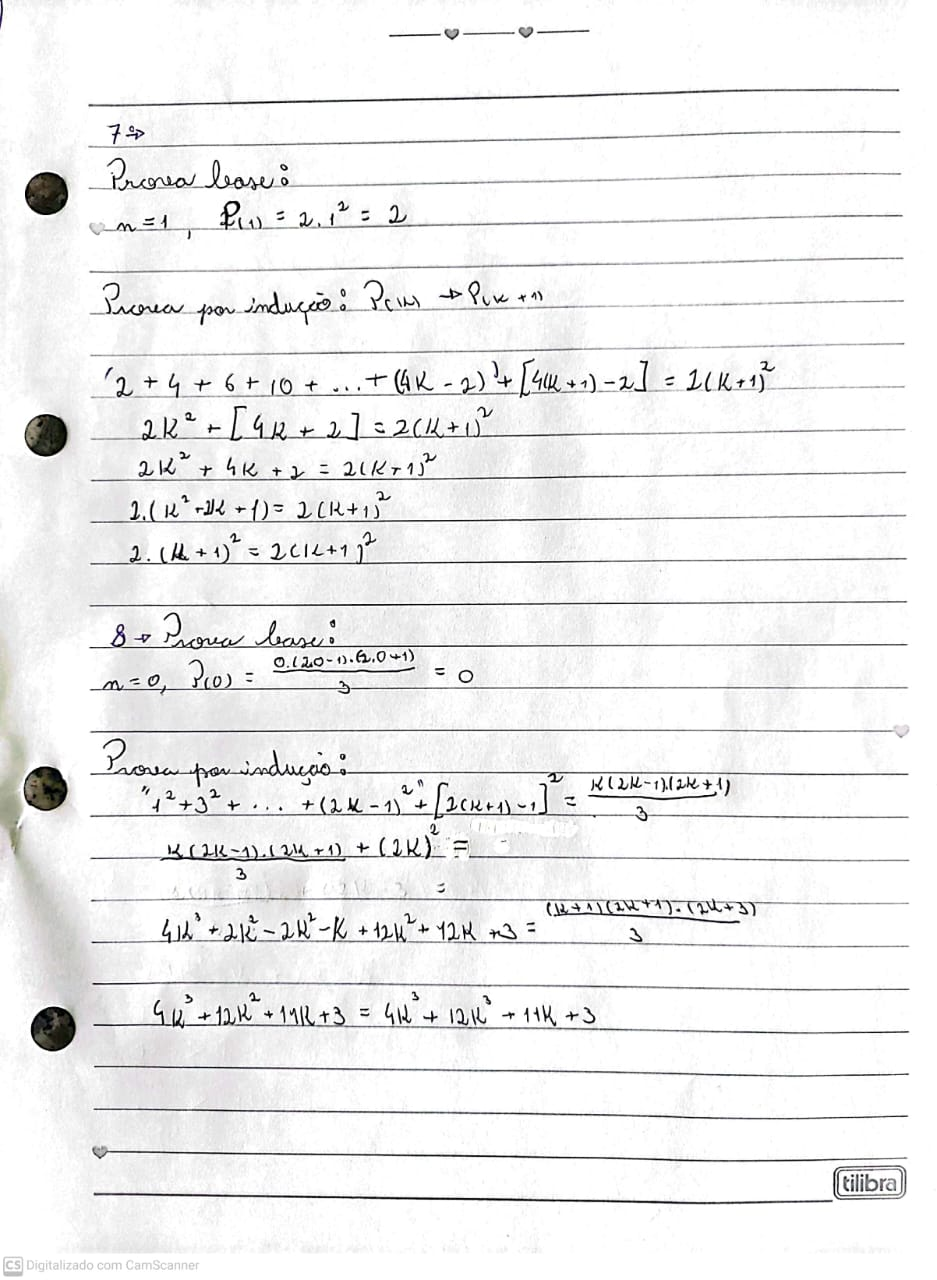 7⇒
Prova base:
n = 1, P(1) = 2.1² = 2
Prova por indução: P(k) → P(k + 1)
"2 + 4 + 6 + 10 + ... + (4K - 2)" + [4(K + 1) - 2] = 2(K+1)²
2K² + [4K + 2] = 2(K+1)²
2K² + 4K + 2 = 2(K+1)²
2.(K² + 2K + 1) = 2(K+1)²
2.(K + 1)² = 2(K+1)²
8 → Prova base:
n = 0, P(0) = 0.(2.0-1).(2.0+1) / 3 = 0
Prova por indução:
"1² + 3² + ... + (2K - 1)²" + [2(K+1) - 1]² = K(2K-1).(2K+1) / 3
K(2K-1).(2K+1) / 3 + (2K)² =
=
4K³ + 2K² - 2K² - K + 12K² + 12K + 3 = (K+1)(2K+1).(2K+3) / 3
4K³ + 12K² + 11K + 3 = 4K³ + 12K³ + 11K + 3
tilibra
CS Digitalizado com CamScanner